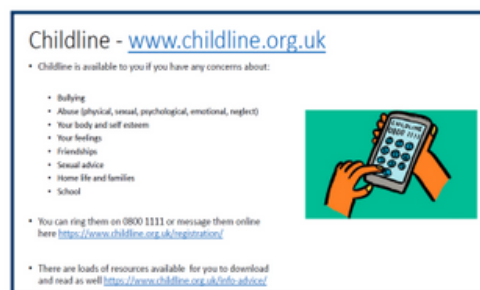 Childline - www.childline.org.uk
• Childline is available to you if you have any concerns about:
• Bullying
• Abuse (physical, sexual, psychological, emotional, neglect)
• Your body and self esteem
• Your feelings
• Friendships
• Sexual advice
• Home life and families
• School
CHILDLINE
0800 1111
• You can ring them on 0800 1111 or message them online
here https://www.childline.org.uk/registration/
• There are loads of resources available for you to download
and read as well https://www.childline.org.uk/info-advice/